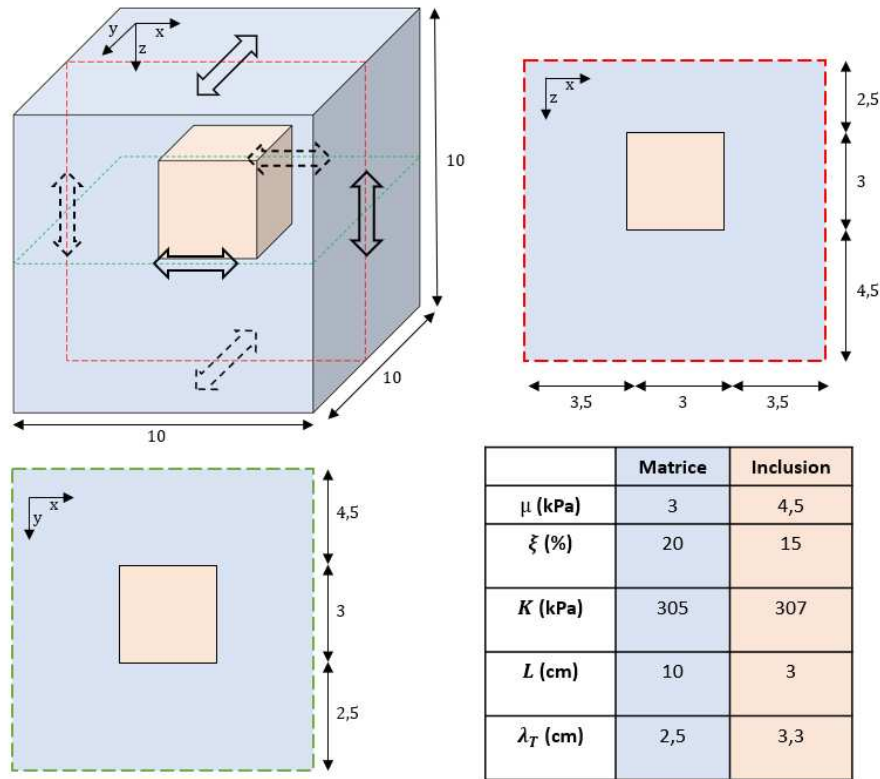 y x
z
10
10
10
x
z
2,5
3
4,5
3,5 3 3,5
x
y
4,5
3
2,5
Matrice Inclusion
μ (kPa) 3 4,5
ξ (%) 20 15
K (kPa) 305 307
L (cm) 10 3
λ_T (cm) 2,5 3,3